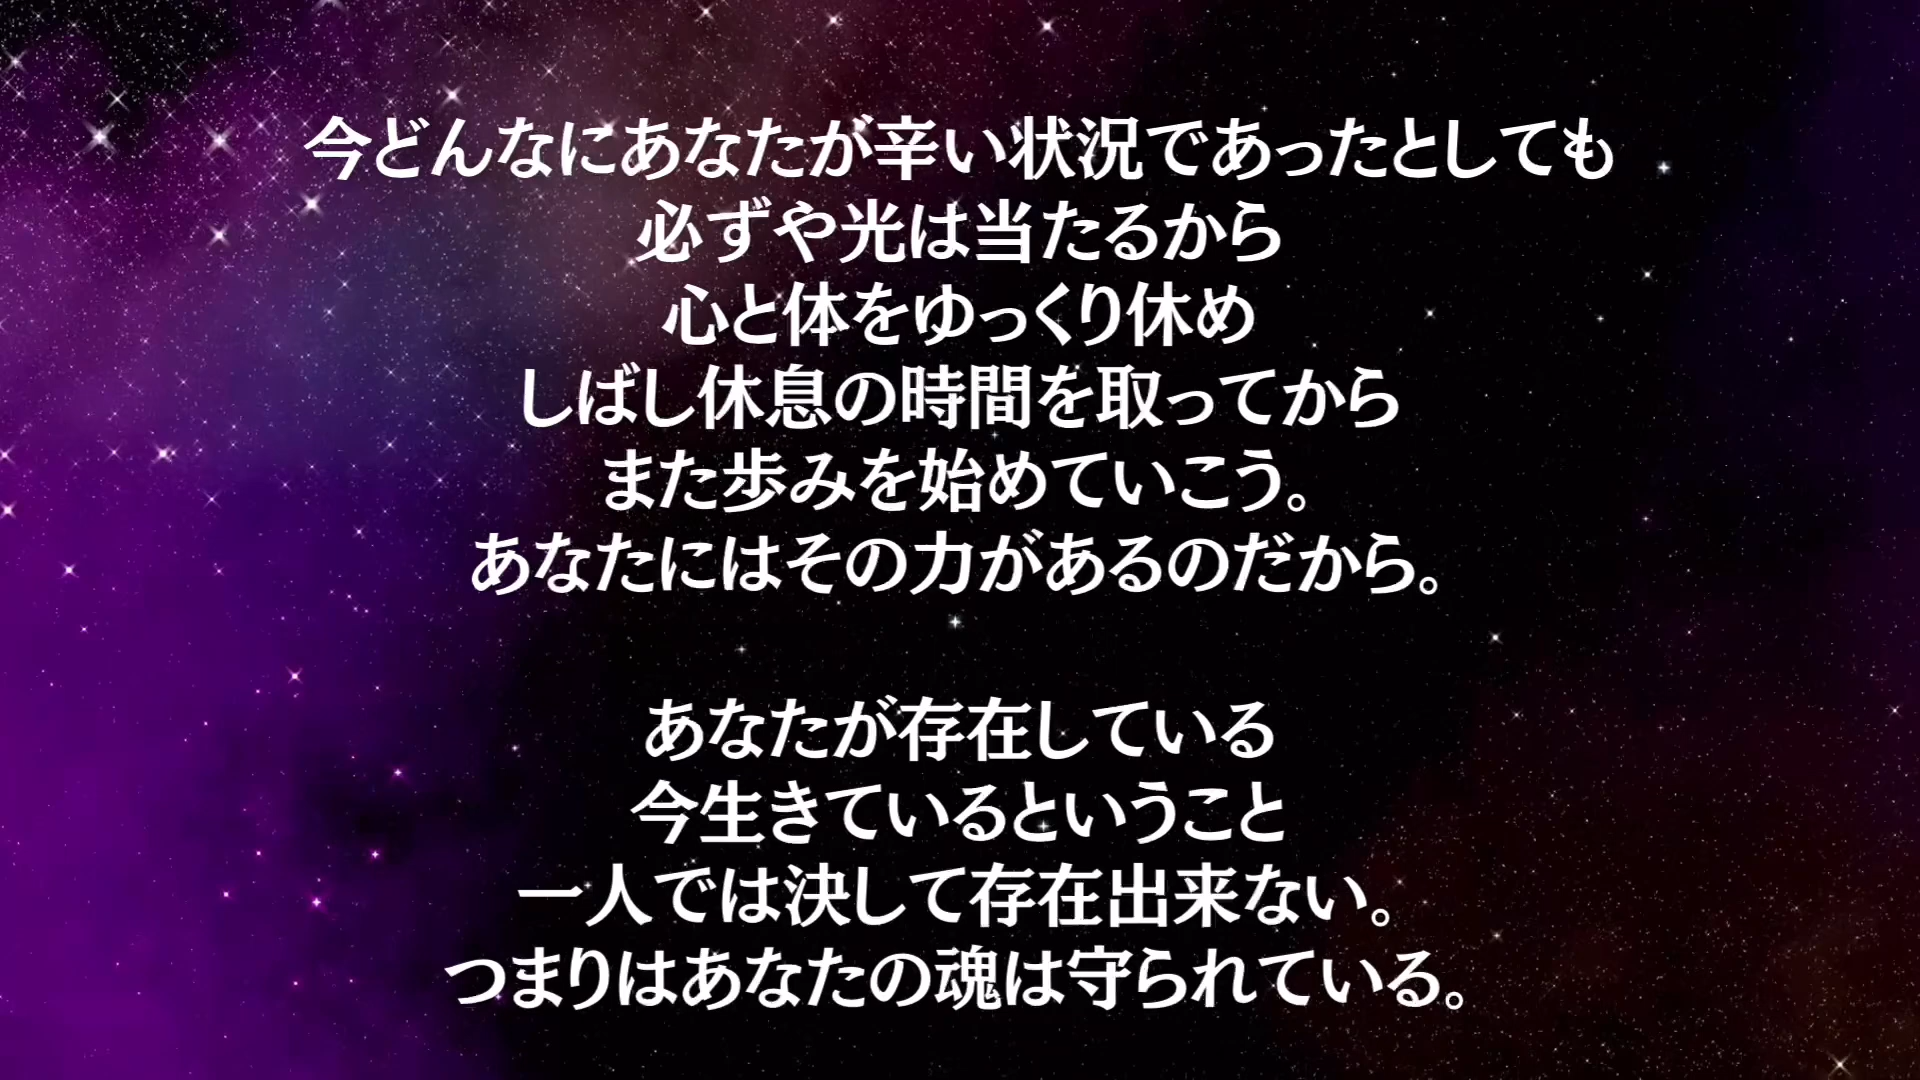 今どんなにあなたが辛い状況であったとしても
必ずや光は当たるから
心と体をゆっくり休め
しばし休息の時間を取ってから
また歩みを始めていこう。
あなたにはその力があるのだから。
あなたが存在している
今生きているということ
一人では決して存在出来ない。
つまりはあなたの魂は守られている。